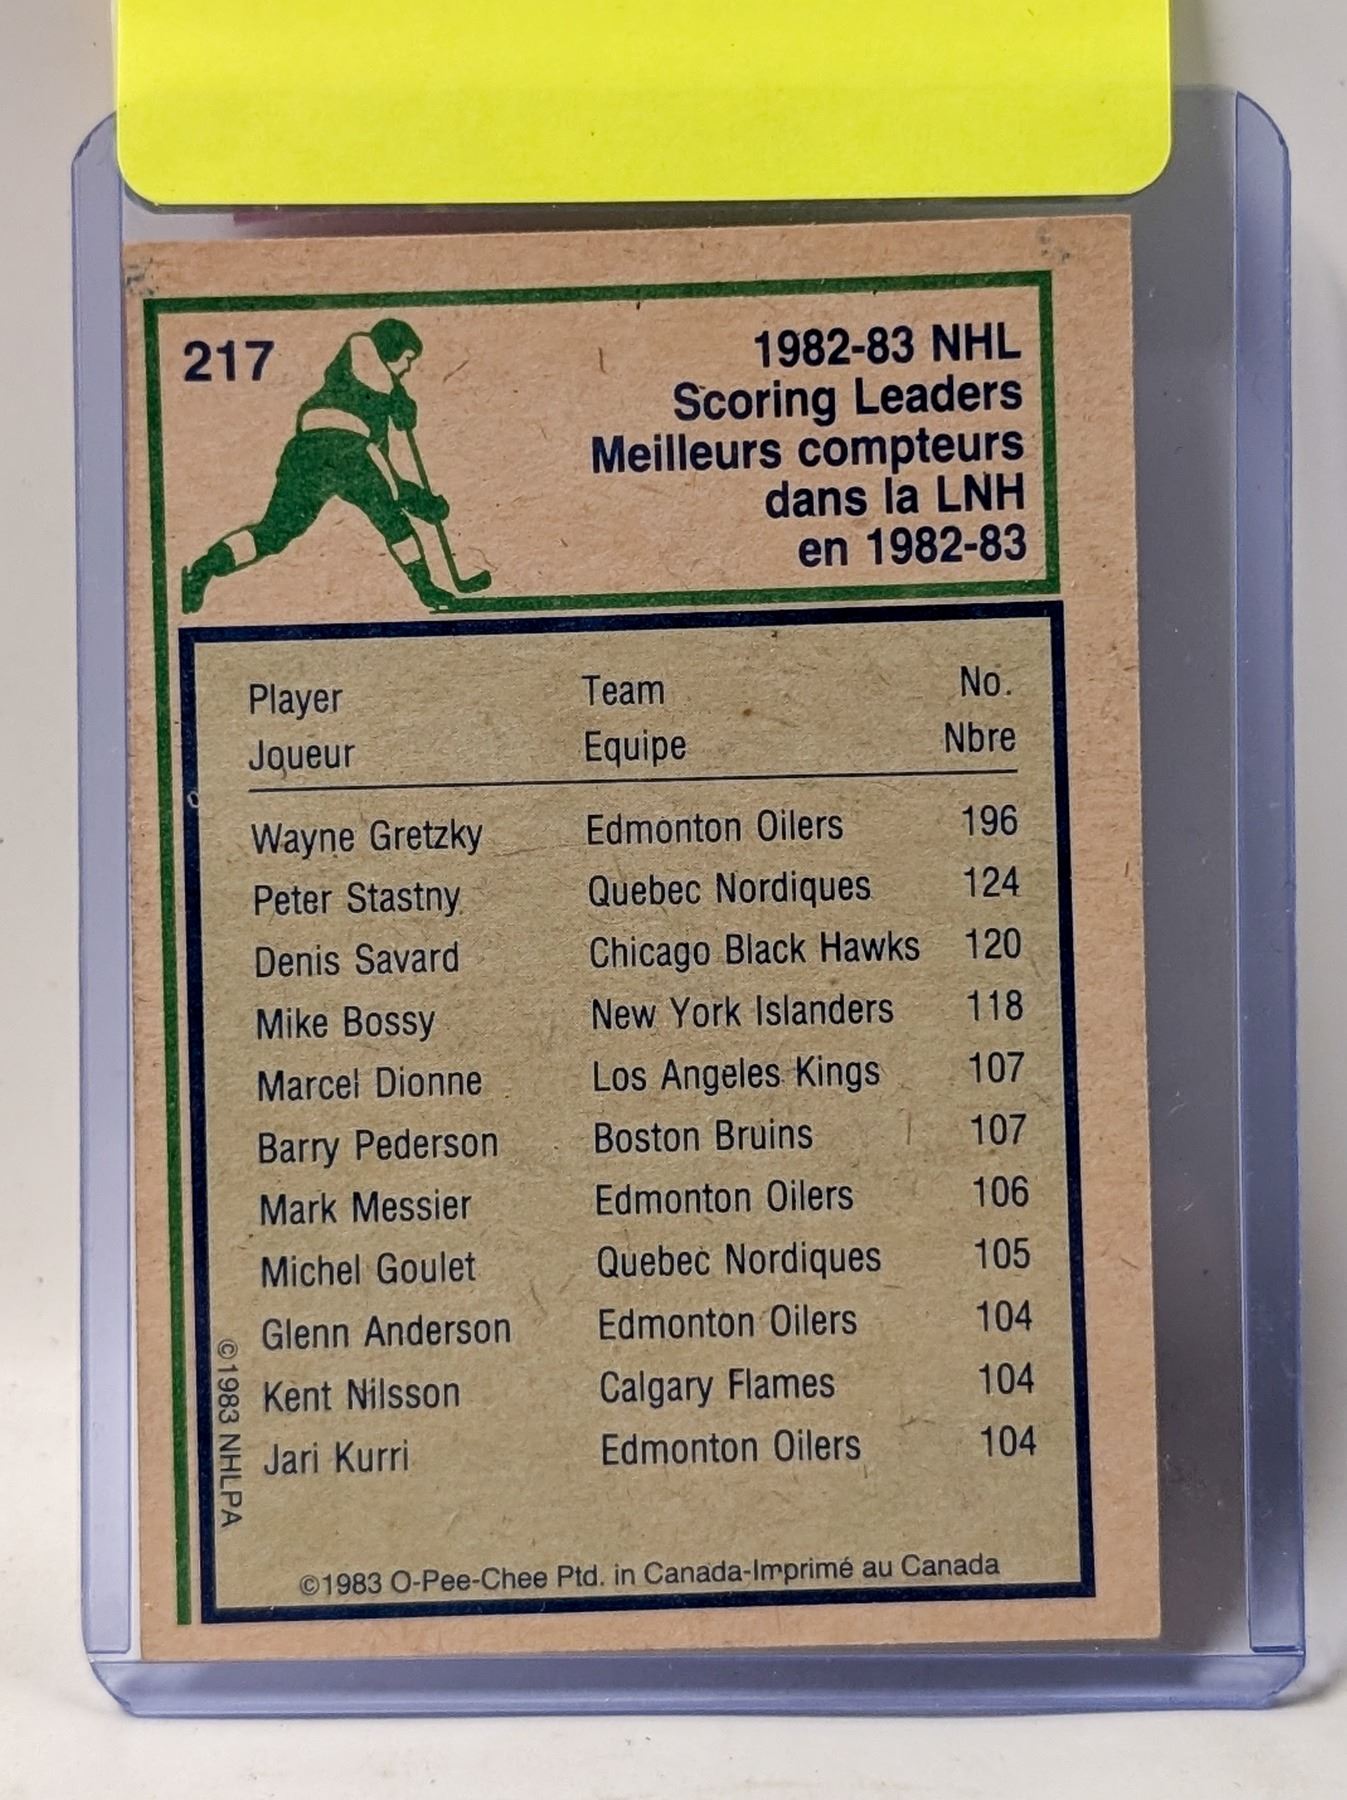 217
1982-83 NHL
Scoring Leaders
Meilleurs compteurs
dans la LNH
en 1982-83
Player Team No.
Joueur Equipe Nbre
Wayne Gretzky Edmonton Oilers 196
Peter Stastny Quebec Nordiques 124
Denis Savard Chicago Black Hawks 120
Mike Bossy New York Islanders 118
Marcel Dionne Los Angeles Kings 107
Barry Pederson Boston Bruins 107
Mark Messier Edmonton Oilers 106
Michel Goulet Quebec Nordiques 105
Glenn Anderson Edmonton Oilers 104
Kent Nilsson Calgary Flames 104
Jari Kurri Edmonton Oilers 104
©1983 NHLPA
©1983 O-Pee-Chee Ptd. in Canada-Imprimé au Canada